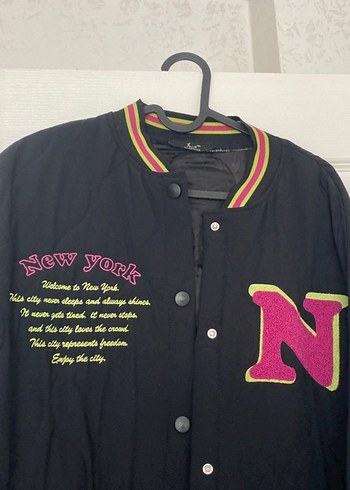 New york
Welcome to New York.
This city never sleeps and always shines.
It never gets tired, it never stops,
and this city loves the crowd
This city represents freedom
Enjoy the city.
N